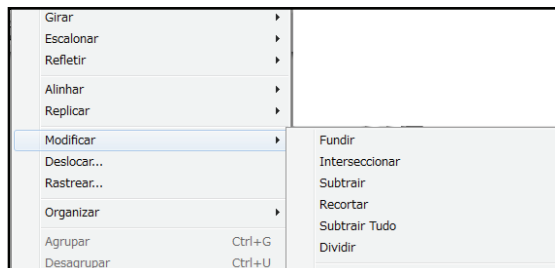 Girar
Escalonar
Refletir
Alinhar
Replicar
Modificar
Deslocar...
Rastrear...
Organizar
Agrupar Ctrl+G
Desagrupar Ctrl+U
Fundir
Interseccionar
Subtrair
Recortar
Subtrair Tudo
Dividir